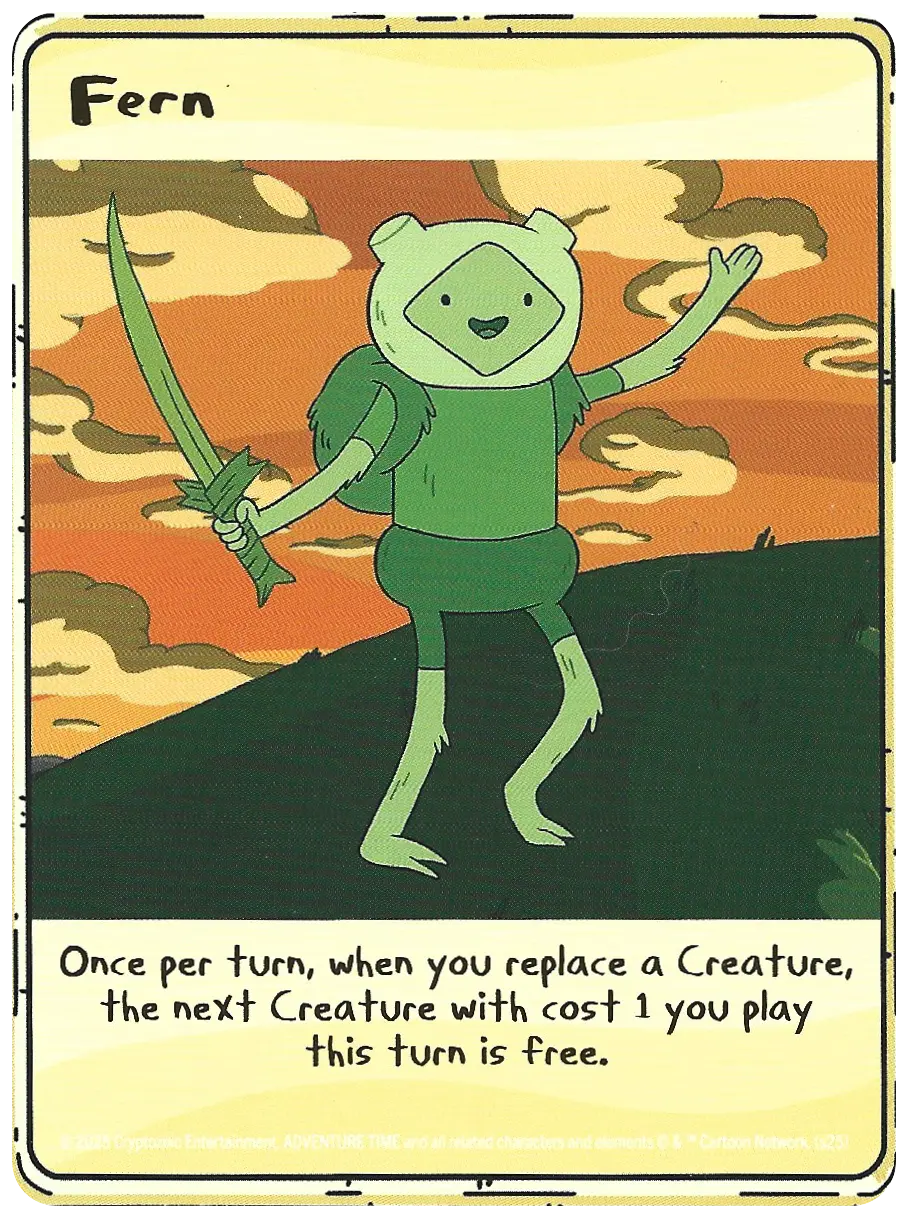 Fern
Once per turn, when you replace a Creature,
the next Creature with cost 1 you play
this turn is free.
© 2025 Cryptozoic Entertainment, ADVENTURE TIME and all related characters and elements © & ™ Cartoon Network. (s25)